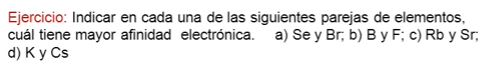 Ejercicio: Indicar en cada una de las siguientes parejas de elementos,
cuál tiene mayor afinidad electrónica. a) Se y Br; b) B y F; c) Rb y Sr;
d) K y Cs